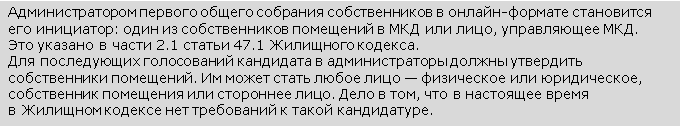 Администратором первого общего собрания собственников в онлайн-формате становится
его инициатор: один из собственников помещений в МКД или лицо, управляющее МКД.
Это указано в части 2.1 статьи 47.1 Жилищного кодекса.
Для последующих голосований кандидата в администраторы должны утвердить
собственники помещений. Им может стать любое лицо — физическое или юридическое,
собственник помещения или стороннее лицо. Дело в том, что в настоящее время
в Жилищном кодексе нет требований к такой кандидатуре.